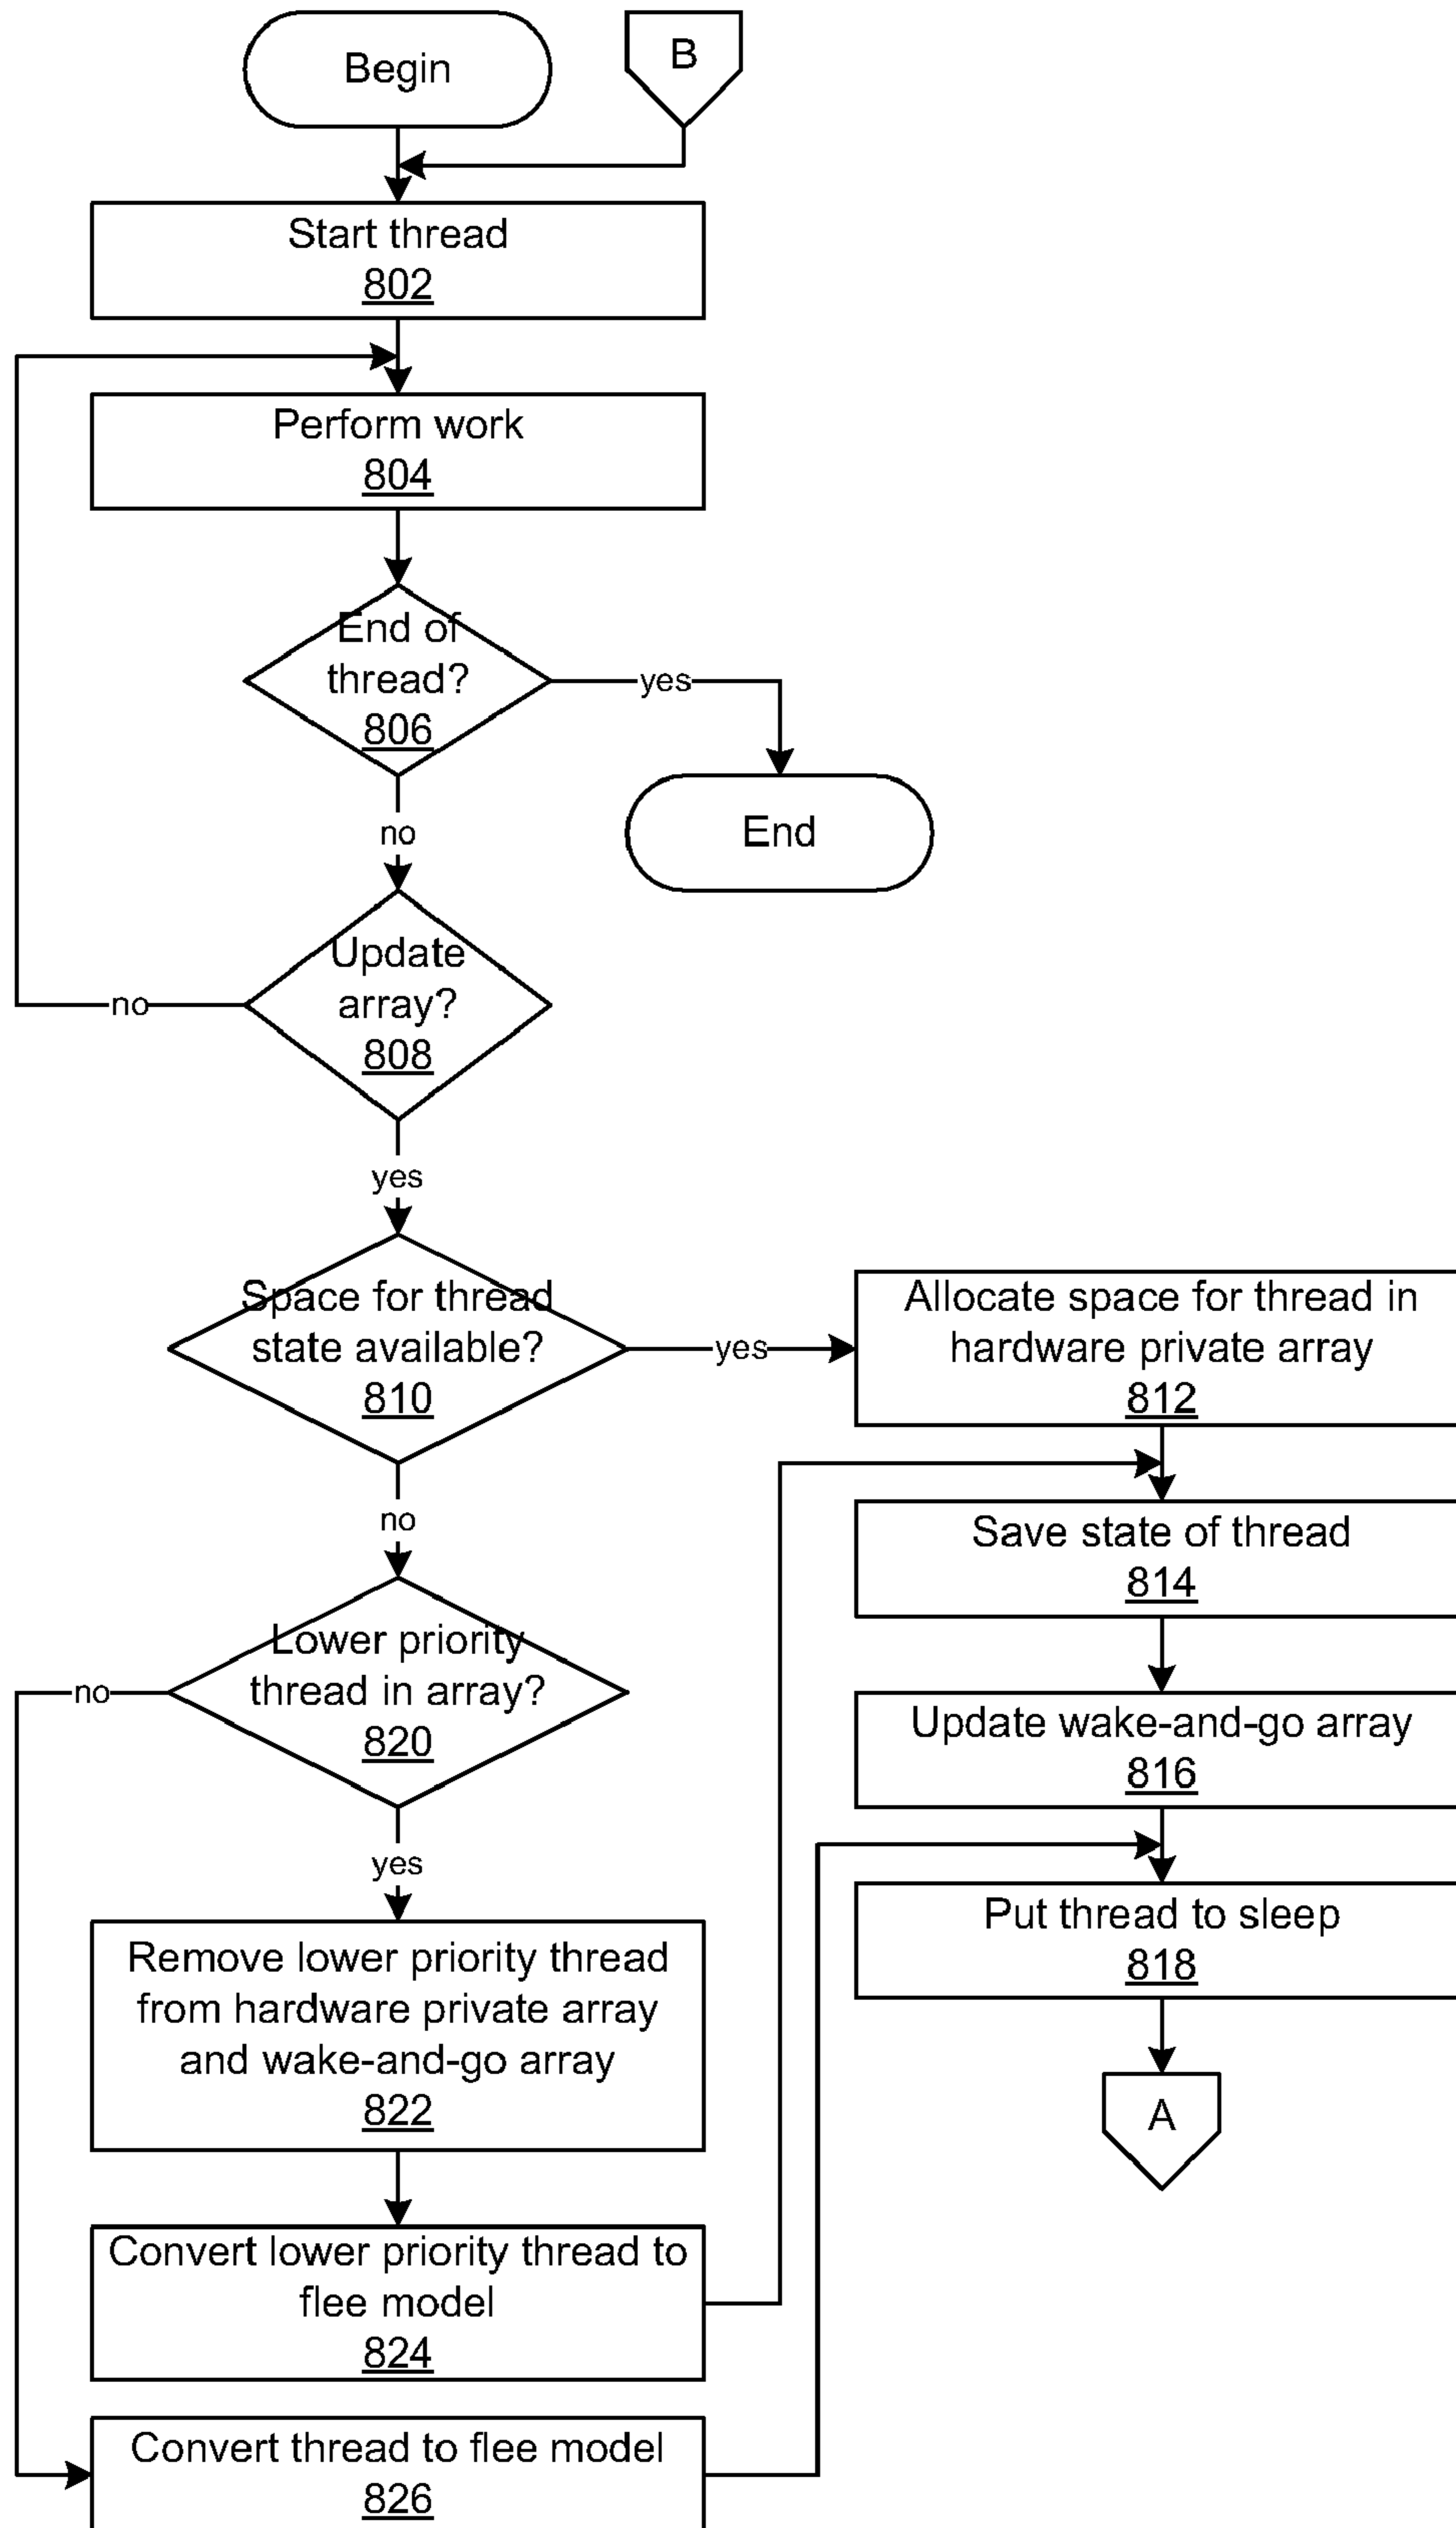 Begin
B
Start thread
802
Perform work
804
End of
thread?
806
yes
End
no
Update
array?
808
no
yes
Space for thread
state available?
810
yes
Allocate space for thread in
hardware private array
812
no
Save state of thread
814
Lower priority
thread in array?
820
no
Update wake-and-go array
816
yes
Put thread to sleep
818
Remove lower priority thread
from hardware private array
and wake-and-go array
822
A
Convert lower priority thread to
flee model
824
Convert thread to flee model
826